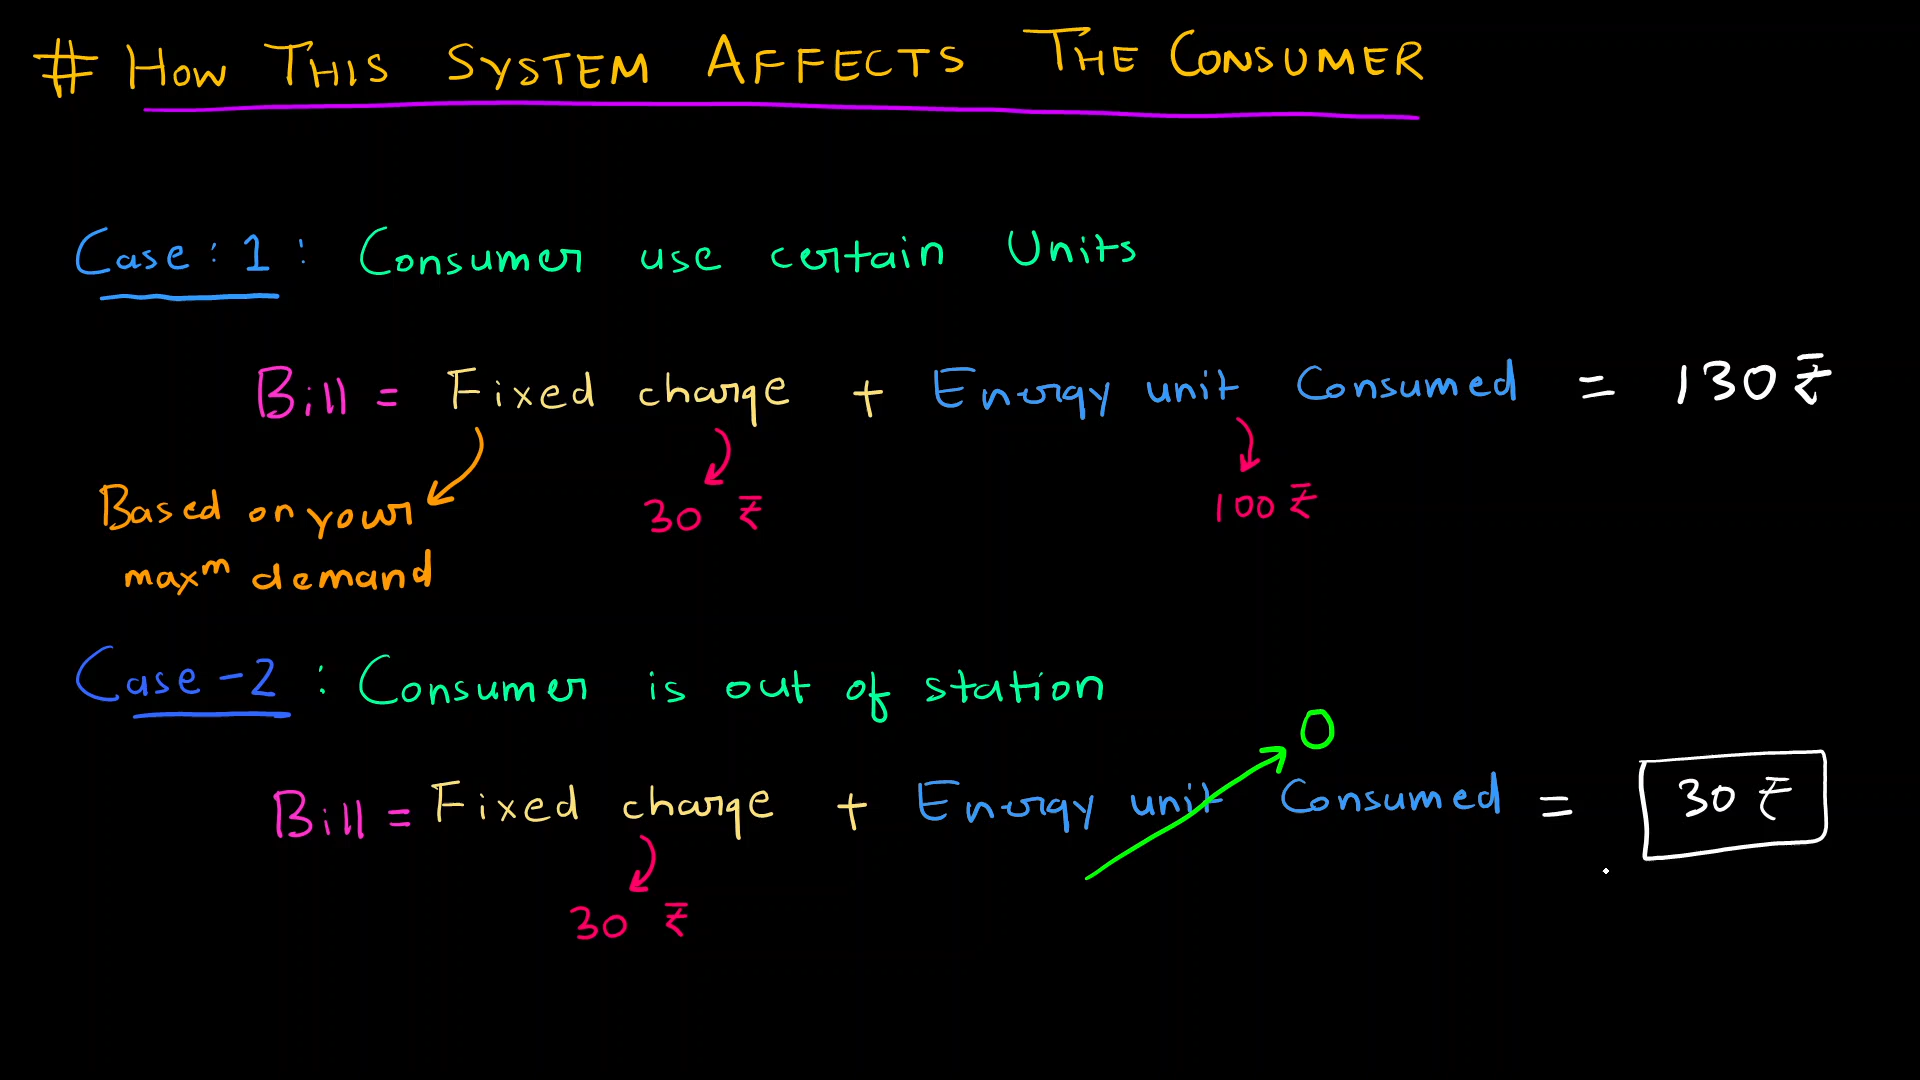 # HOW THIS SYSTEM AFFECTS THE CONSUMER
Case : 1 : Consumer use certain Units
Bill = Fixed charge + Energy unit Consumed = 130 ₹
30 ₹ 100 ₹
Based on your
maxᵐ demand
Case - 2 : Consumer is out of station
0
Bill = Fixed charge + Energy unit Consumed = 30 ₹
30 ₹